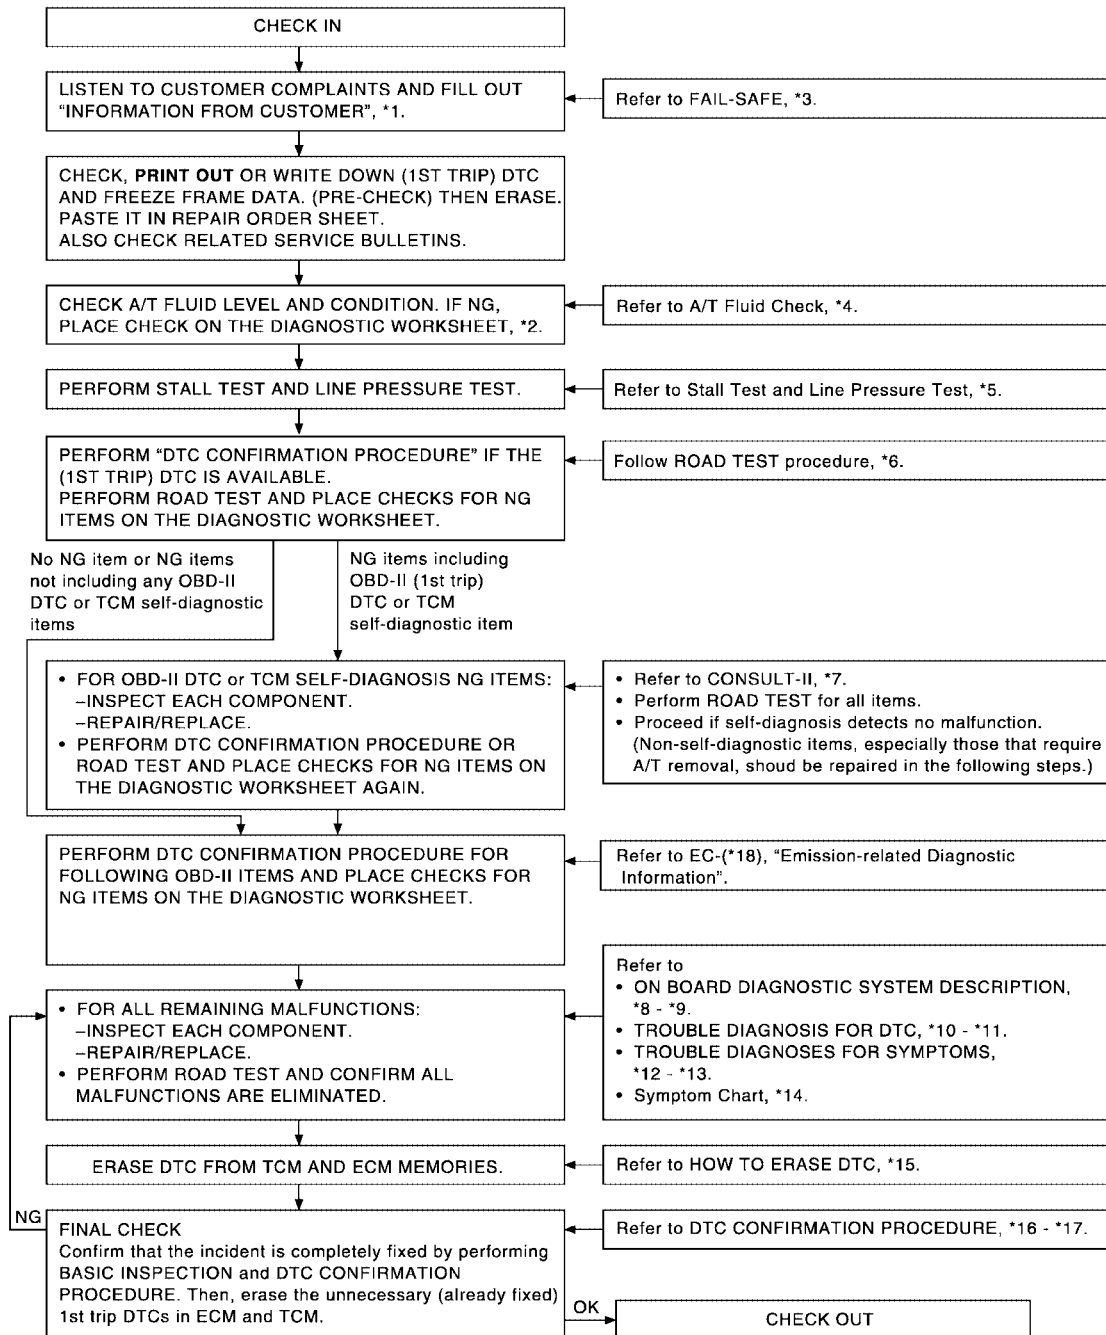 CHECK IN
LISTEN TO CUSTOMER COMPLAINTS AND FILL OUT
“INFORMATION FROM CUSTOMER”, *1.
Refer to FAIL-SAFE, *3.
CHECK, PRINT OUT OR WRITE DOWN (1ST TRIP) DTC
AND FREEZE FRAME DATA. (PRE-CHECK) THEN ERASE.
PASTE IT IN REPAIR ORDER SHEET.
ALSO CHECK RELATED SERVICE BULLETINS.
CHECK A/T FLUID LEVEL AND CONDITION. IF NG,
PLACE CHECK ON THE DIAGNOSTIC WORKSHEET, *2.
Refer to A/T Fluid Check, *4.
PERFORM STALL TEST AND LINE PRESSURE TEST.
Refer to Stall Test and Line Pressure Test, *5.
PERFORM “DTC CONFIRMATION PROCEDURE” IF THE
(1ST TRIP) DTC IS AVAILABLE.
PERFORM ROAD TEST AND PLACE CHECKS FOR NG
ITEMS ON THE DIAGNOSTIC WORKSHEET.
Follow ROAD TEST procedure, *6.
No NG item or NG items
not including any OBD-II
DTC or TCM self-diagnostic
items
NG items including
OBD-II (1st trip)
DTC or TCM
self-diagnostic item
• FOR OBD-II DTC or TCM SELF-DIAGNOSIS NG ITEMS:
–INSPECT EACH COMPONENT.
–REPAIR/REPLACE.
• PERFORM DTC CONFIRMATION PROCEDURE OR
ROAD TEST AND PLACE CHECKS FOR NG ITEMS ON
THE DIAGNOSTIC WORKSHEET AGAIN.
• Refer to CONSULT-II, *7.
• Perform ROAD TEST for all items.
• Proceed if self-diagnosis detects no malfunction.
(Non-self-diagnostic items, especially those that require
A/T removal, shoud be repaired in the following steps.)
PERFORM DTC CONFIRMATION PROCEDURE FOR
FOLLOWING OBD-II ITEMS AND PLACE CHECKS FOR
NG ITEMS ON THE DIAGNOSTIC WORKSHEET.
Refer to EC-(*18), “Emission-related Diagnostic
Information”.
• FOR ALL REMAINING MALFUNCTIONS:
–INSPECT EACH COMPONENT.
–REPAIR/REPLACE.
• PERFORM ROAD TEST AND CONFIRM ALL
MALFUNCTIONS ARE ELIMINATED.
Refer to
• ON BOARD DIAGNOSTIC SYSTEM DESCRIPTION,
*8 - *9.
• TROUBLE DIAGNOSIS FOR DTC, *10 - *11.
• TROUBLE DIAGNOSES FOR SYMPTOMS,
*12 - *13.
• Symptom Chart, *14.
ERASE DTC FROM TCM AND ECM MEMORIES.
Refer to HOW TO ERASE DTC, *15.
NG
FINAL CHECK
Confirm that the incident is completely fixed by performing
BASIC INSPECTION and DTC CONFIRMATION
PROCEDURE. Then, erase the unnecessary (already fixed)
1st trip DTCs in ECM and TCM.
Refer to DTC CONFIRMATION PROCEDURE, *16 - *17.
OK
CHECK OUT